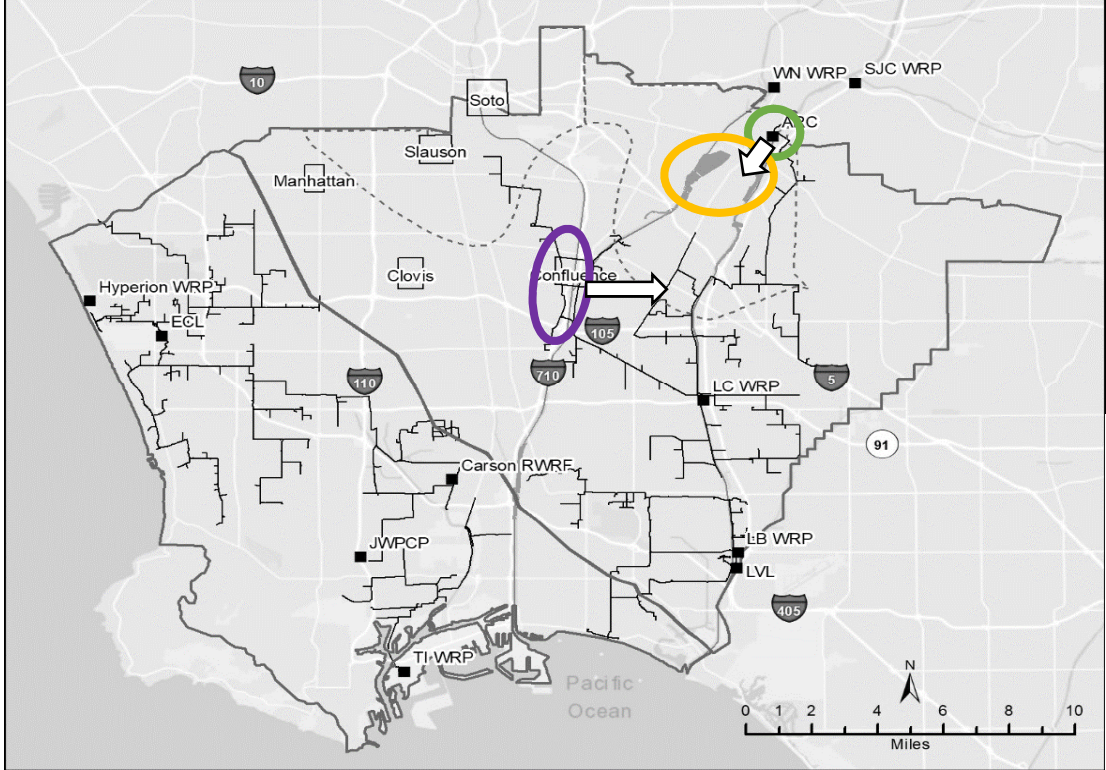 10
WN WRP
SJC WRP
Soto
Slauson
Manhattan
Clovis
Confluence
Hyperion WRP
ECL
105
710
110
5
LC WRP
91
Carson RWRF
JWPCP
LB WRP
LVL
405
TI WRP
Pacific
Ocean
N
0 1 2 4 6 8 10
Miles